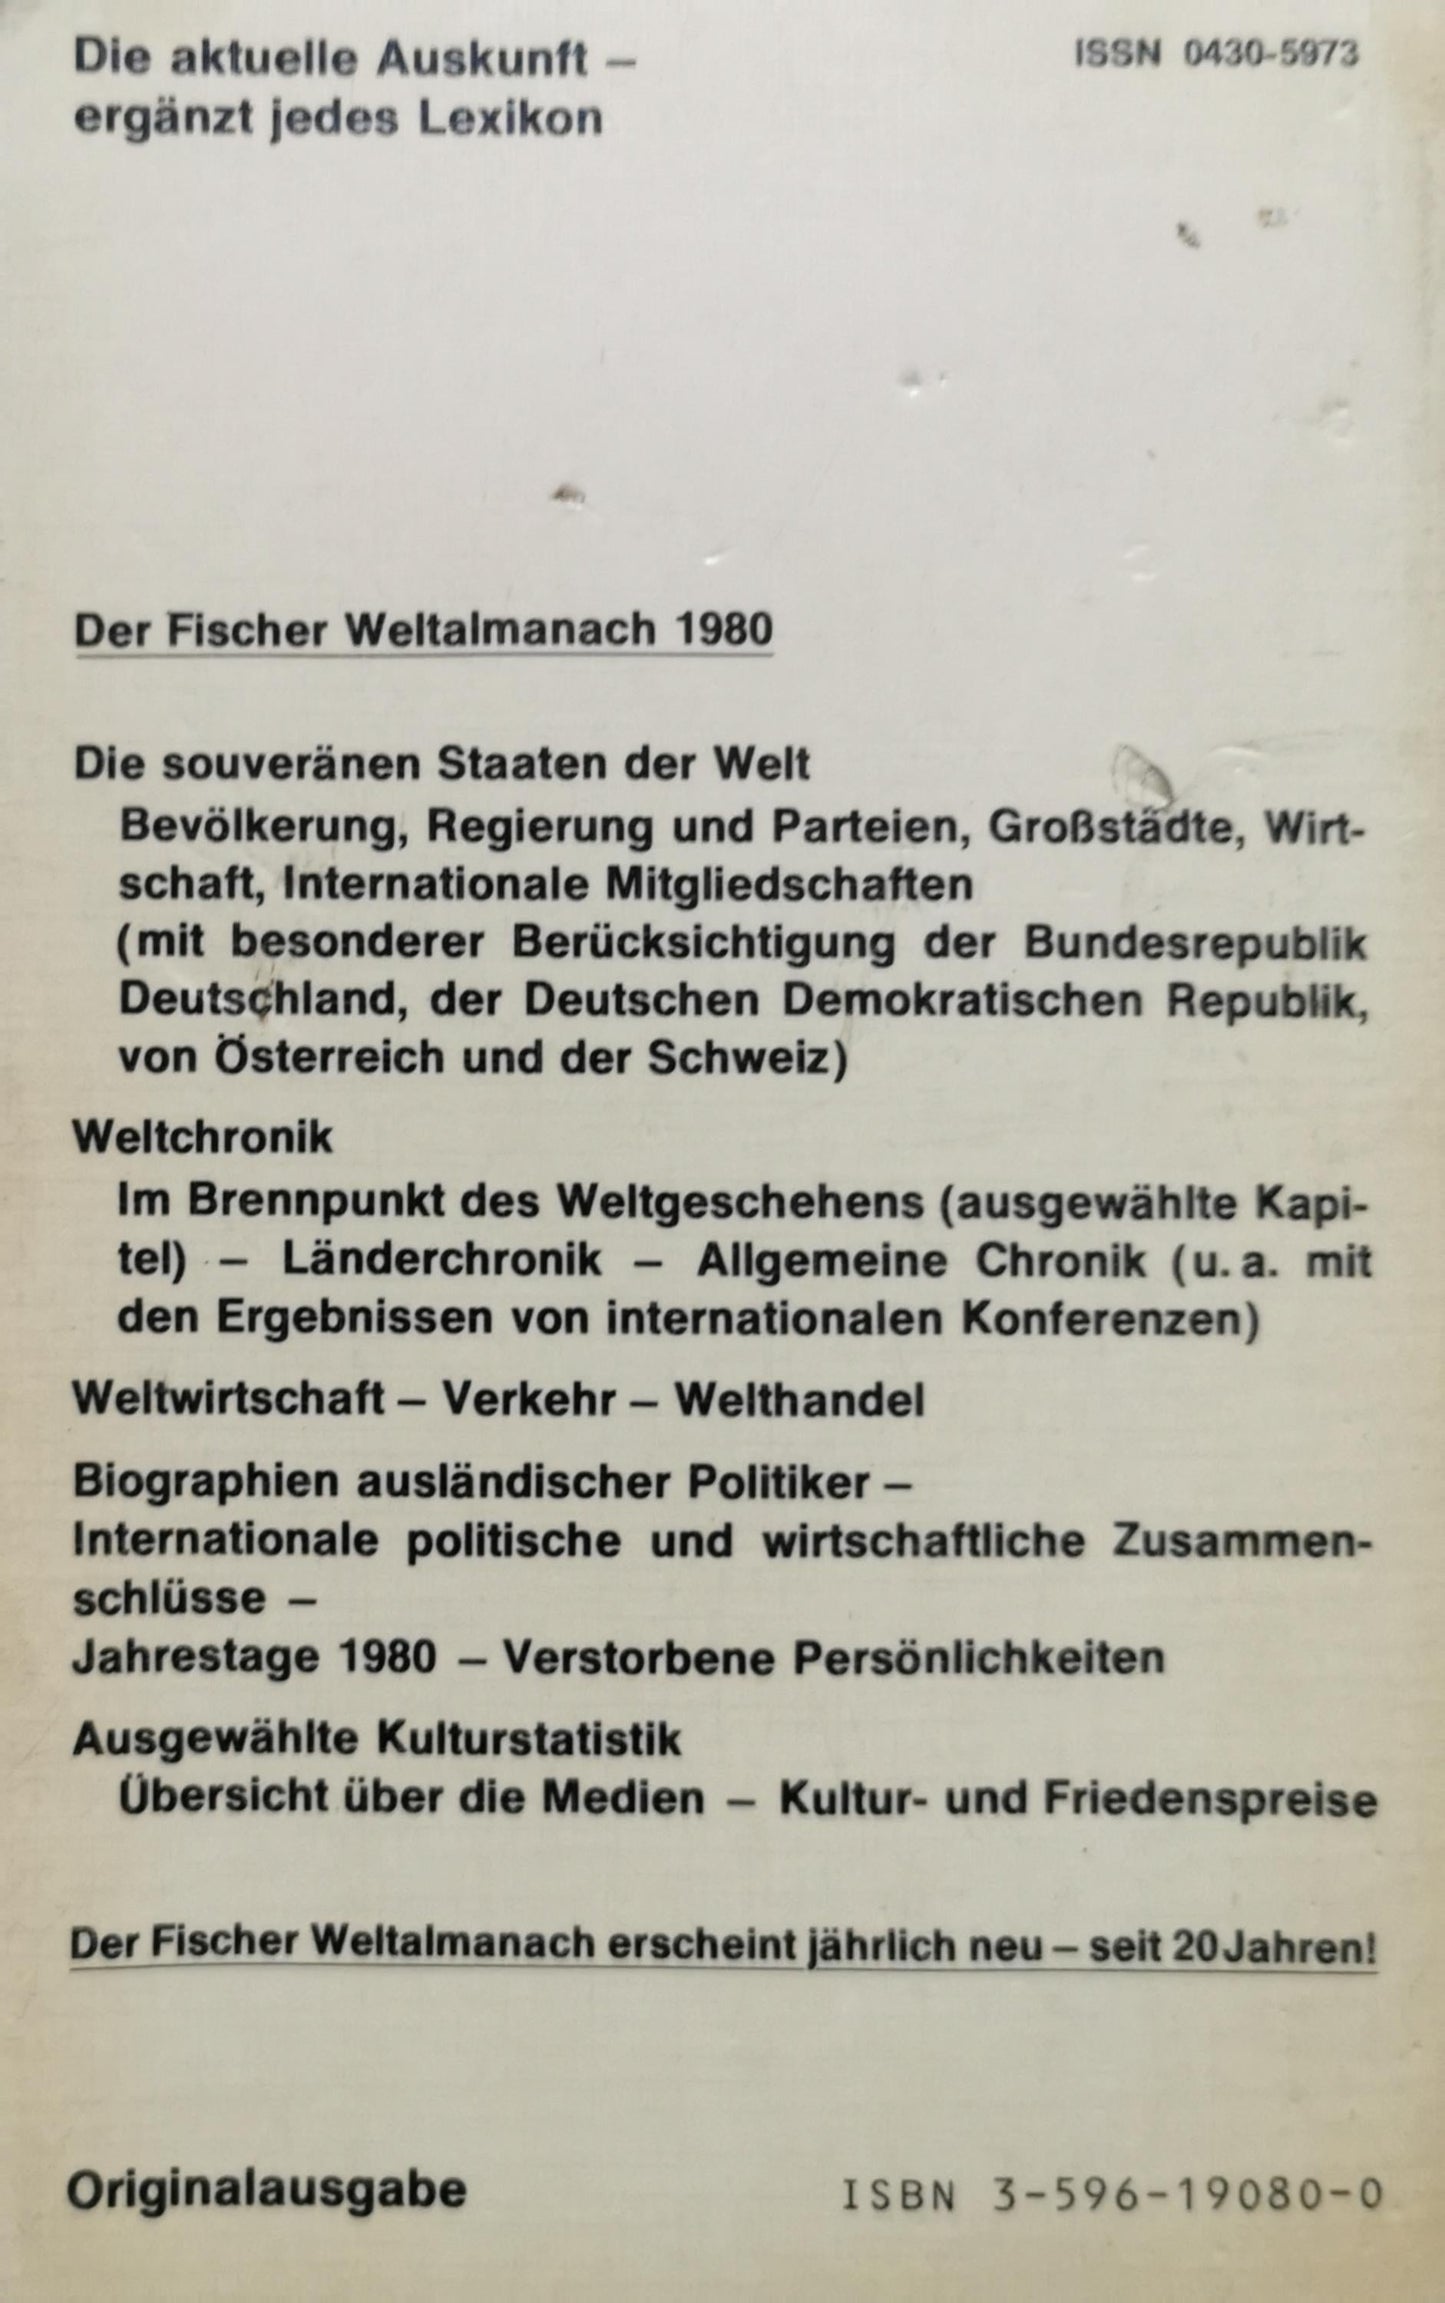 Die aktuelle Auskunft –
ergänzt jedes Lexikon
ISSN 0430-5973
Der Fischer Weltalmanach 1980
Die souveränen Staaten der Welt
Bevölkerung, Regierung und Parteien, Großstädte, Wirt-
schaft, Internationale Mitgliedschaften
(mit besonderer Berücksichtigung der Bundesrepublik
Deutschland, der Deutschen Demokratischen Republik,
von Österreich und der Schweiz)
Weltchronik
Im Brennpunkt des Weltgeschehens (ausgewählte Kapi-
tel) – Länderchronik – Allgemeine Chronik (u. a. mit
den Ergebnissen von internationalen Konferenzen)
Weltwirtschaft – Verkehr – Welthandel
Biographien ausländischer Politiker –
Internationale politische und wirtschaftliche Zusammen-
schlüsse –
Jahrestage 1980 – Verstorbene Persönlichkeiten
Ausgewählte Kulturstatistik
Übersicht über die Medien – Kultur- und Friedenspreise
Der Fischer Weltalmanach erscheint jährlich neu – seit 20 Jahren!
Originalausgabe
ISBN 3-596-19080-0